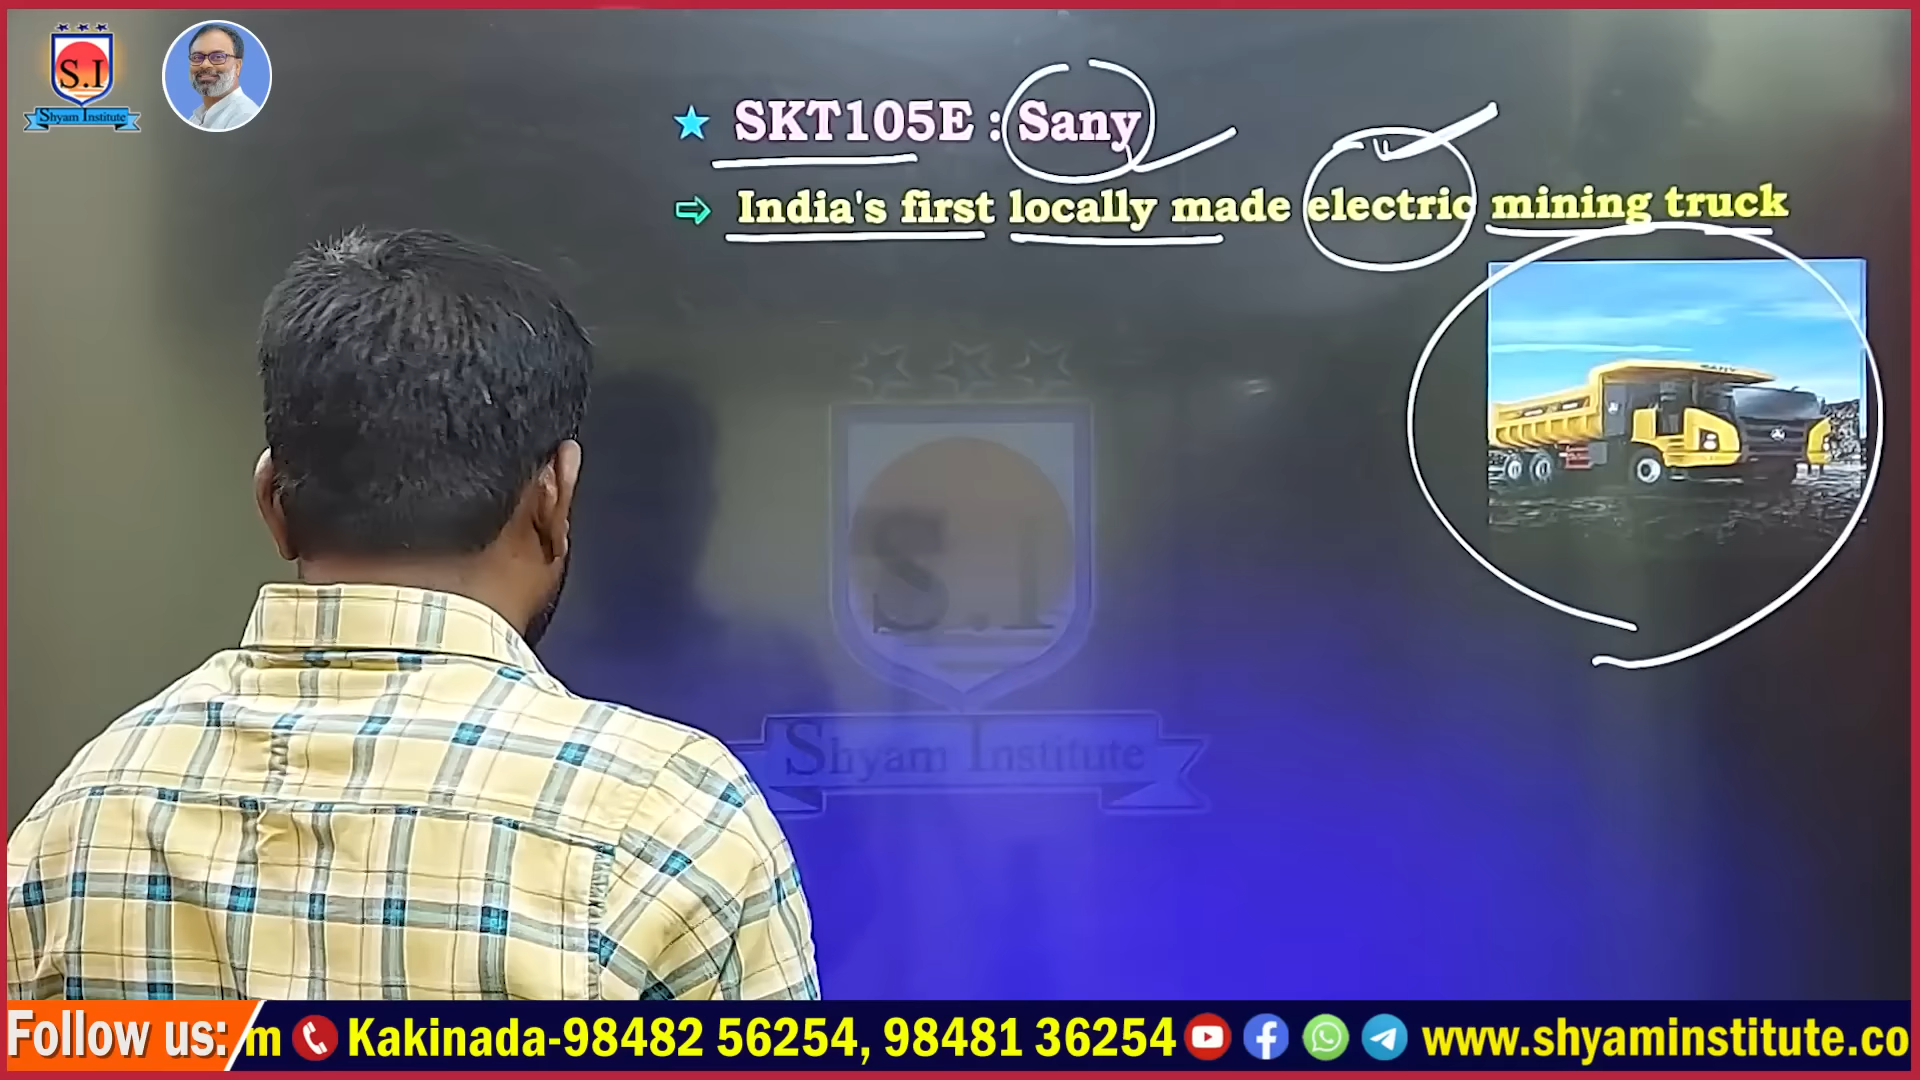 S.I
Shyam Institute
★ SKT105E : Sany
⇨ India's first locally made electric mining truck
SANY
S.I
Shyam Institute
Follow us: m Kakinada-98482 56254, 98481 36254 www.shyaminstitute.co